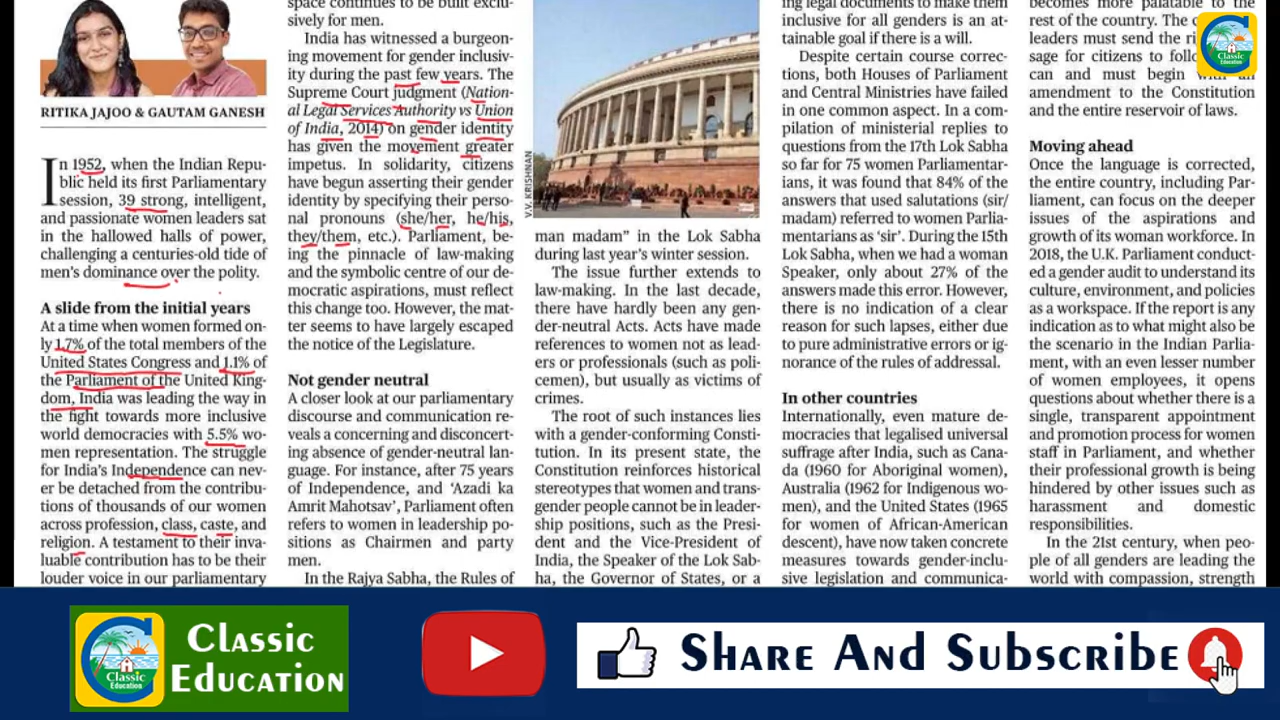 RITIKA JAJOO & GAUTAM GANESH
In 1952, when the Indian Repu-
blic held its first Parliamentary
session, 39 strong, intelligent,
and passionate women leaders sat
in the hallowed halls of power,
challenging a centuries-old tide of
men's dominance over the polity.
A slide from the initial years
At a time when women formed on-
ly 1.7% of the total members of the
United States Congress and 1.1% of
the Parliament of the United King-
dom, India was leading the way in
the fight towards more inclusive
world democracies with 5.5% wo-
men representation. The struggle
for India's Independence can nev-
er be detached from the contribu-
tions of thousands of our women
across profession, class, caste, and
religion. A testament to their inva-
luable contribution has to be their
louder voice in our parliamentary
space continues to be built exclu-
sively for men.
India has witnessed a burgeon-
ing movement for gender inclusiv-
ity during the past few years. The
Supreme Court judgment (Nation-
al Legal Services Authority vs Union
of India, 2014) on gender identity
has given the movement greater
impetus. In solidarity, citizens
have begun asserting their gender
identity by specifying their perso-
nal pronouns (she/her, he/his,
they/them, etc.). Parliament, be-
ing the pinnacle of law-making
and the symbolic centre of our de-
mocratic aspirations, must reflect
this change too. However, the mat-
ter seems to have largely escaped
the notice of the Legislature.
Not gender neutral
A closer look at our parliamentary
discourse and communication re-
veals a concerning and disconcert-
ing absence of gender-neutral lan-
guage. For instance, after 75 years
of Independence, and 'Azadi ka
Amrit Mahotsav', Parliament often
refers to women in leadership po-
sitions as Chairmen and party
men.
In the Rajya Sabha, the Rules of
V.V. KRISHNAN
man madam" in the Lok Sabha
during last year's winter session.
The issue further extends to
law-making. In the last decade,
there have hardly been any gen-
der-neutral Acts. Acts have made
references to women not as lead-
ers or professionals (such as poli-
cemen), but usually as victims of
crimes.
The root of such instances lies
with a gender-conforming Consti-
tution. In its present state, the
Constitution reinforces historical
stereotypes that women and trans-
gender people cannot be in leader-
ship positions, such as the Presi-
dent and the Vice-President of
India, the Speaker of the Lok Sab-
ha, the Governor of States, or a
ing legal documents to make them
inclusive for all genders is an at-
tainable goal if there is a will.
Despite certain course correc-
tions, both Houses of Parliament
and Central Ministries have failed
in one common aspect. In a com-
pilation of ministerial replies to
questions from the 17th Lok Sabha
so far for 75 women Parliamentar-
ians, it was found that 84% of the
answers that used salutations (sir/
madam) referred to women Parlia-
mentarians as 'sir'. During the 15th
Lok Sabha, when we had a woman
Speaker, only about 27% of the
answers made this error. However,
there is no indication of a clear
reason for such lapses, either due
to pure administrative errors or ig-
norance of the rules of addressal.
In other countries
Internationally, even mature de-
mocracies that legalised universal
suffrage after India, such as Cana-
da (1960 for Aboriginal women),
Australia (1962 for Indigenous wo-
men), and the United States (1965
for women of African-American
descent), have now taken concrete
measures towards gender-inclu-
sive legislation and communica-
becomes more palatable to the
rest of the country. The
leaders must send the
sage for citizens to
can and must begin with an
amendment to the Constitution
and the entire reservoir of laws.
Moving ahead
Once the language is corrected,
the entire country, including Par-
liament, can focus on the deeper
issues of the aspirations and
growth of its woman workforce. In
2018, the U.K. Parliament conduct-
ed a gender audit to understand its
culture, environment, and policies
as a workspace. If the report is any
indication as to what might also be
the scenario in the Indian Parlia-
ment, with an even lesser number
of women employees, it opens
questions about whether there is a
single, transparent appointment
and promotion process for women
staff in Parliament, and whether
their professional growth is being
hindered by other issues such as
harassment and domestic
responsibilities.
In the 21st century, when peo-
ple of all genders are leading the
world with compassion, strength
Classic
Education
Classic
Education
Classic
Education
Share And Subscribe